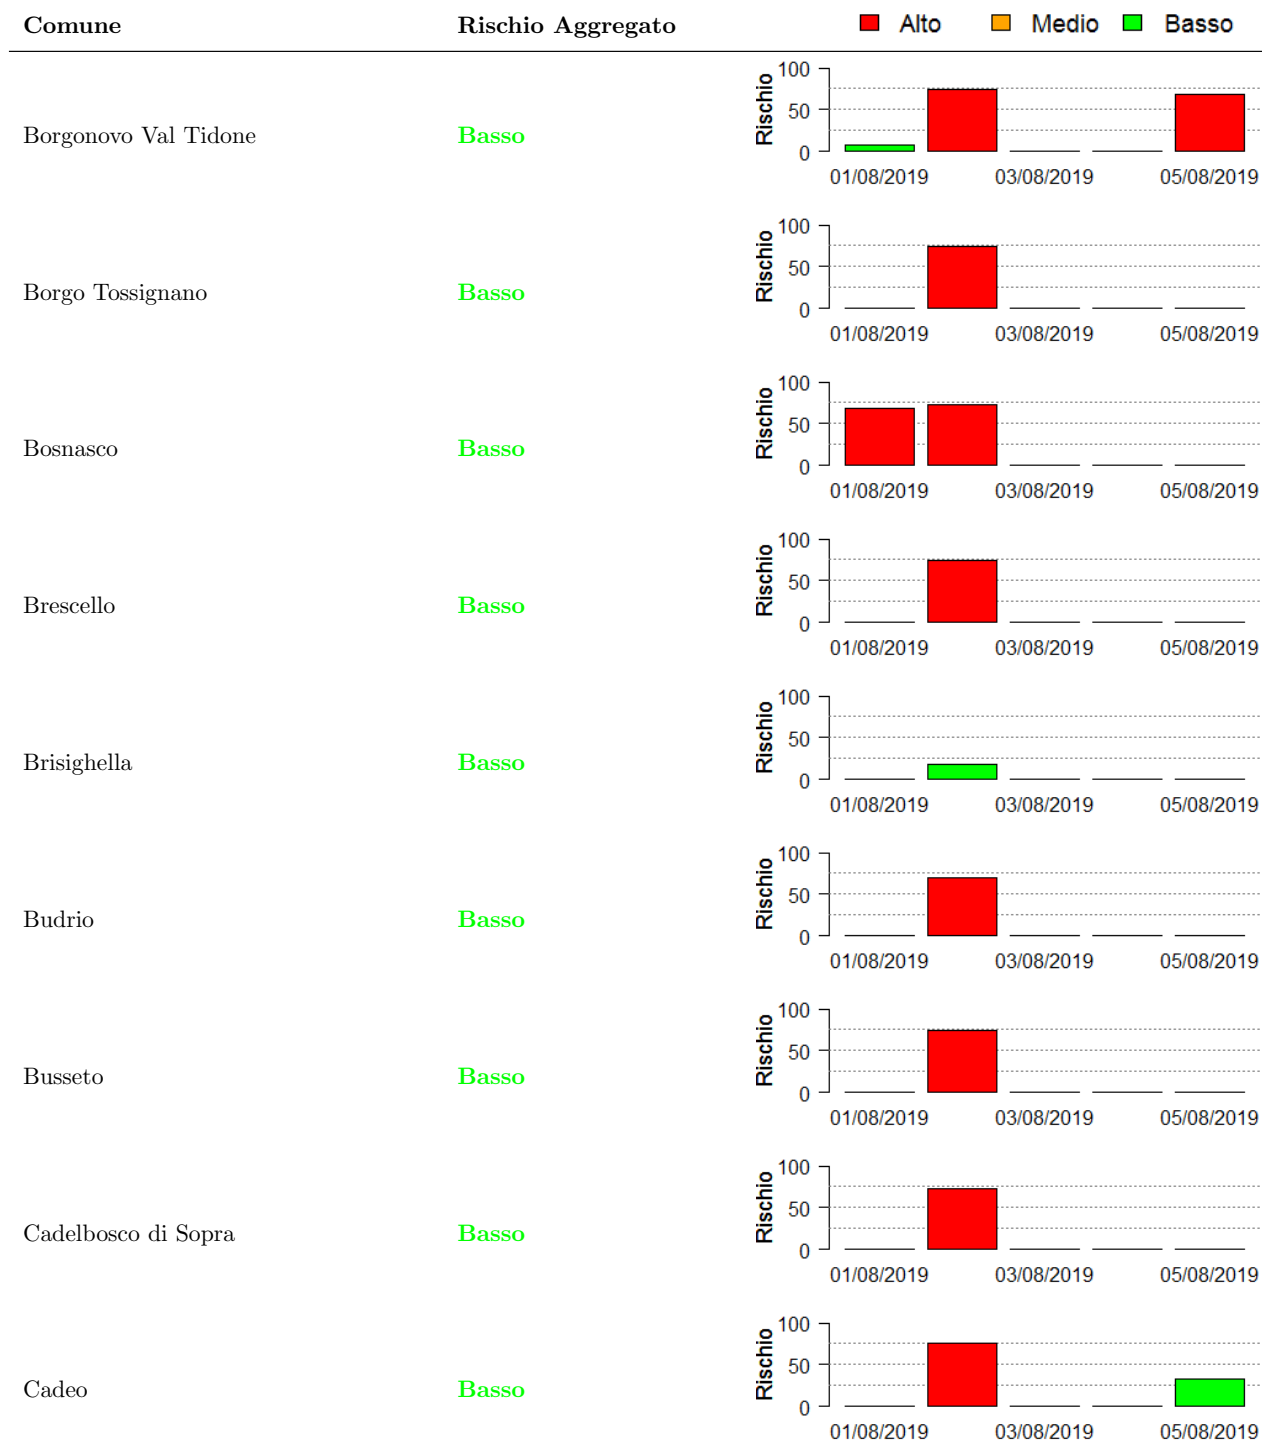 Comune Rischio Aggregato Alto Medio Basso
Borgonovo Val Tidone Basso
Rischio
100
50
0
01/08/2019 03/08/2019 05/08/2019
Borgo Tossignano Basso
Rischio
100
50
0
01/08/2019 03/08/2019 05/08/2019
Bosnasco Basso
Rischio
100
50
0
01/08/2019 03/08/2019 05/08/2019
Brescello Basso
Rischio
100
50
0
01/08/2019 03/08/2019 05/08/2019
Brisighella Basso
Rischio
100
50
0
01/08/2019 03/08/2019 05/08/2019
Budrio Basso
Rischio
100
50
0
01/08/2019 03/08/2019 05/08/2019
Busseto Basso
Rischio
100
50
0
01/08/2019 03/08/2019 05/08/2019
Cadelbosco di Sopra Basso
Rischio
100
50
0
01/08/2019 03/08/2019 05/08/2019
Cadeo Basso
Rischio
100
50
0
01/08/2019 03/08/2019 05/08/2019